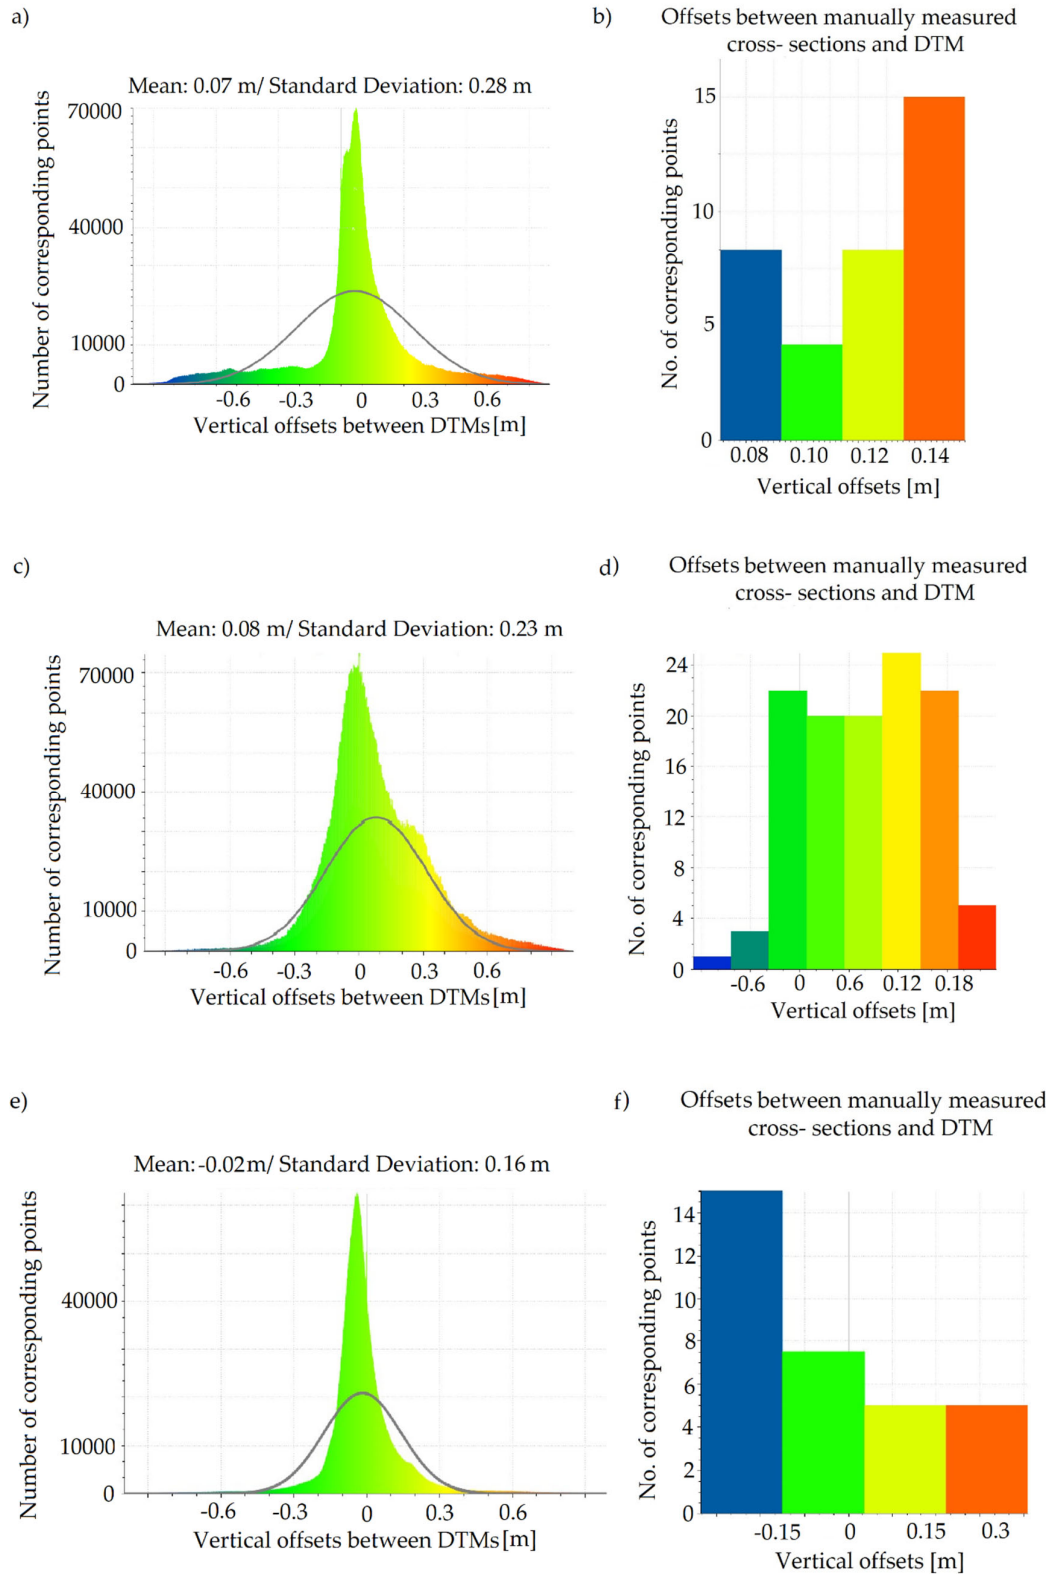 a)
Mean: 0.07 m/ Standard Deviation: 0.28 m
Number of corresponding points
70000
40000
10000
0
-0.6 -0.3 0 0.3 0.6
Vertical offsets between DTMs[m]
b) Offsets between manually measured
cross- sections and DTM
No. of corresponding points
15
10
5
0
0.08 0.10 0.12 0.14
Vertical offsets [m]
c)
Mean: 0.08 m/ Standard Deviation: 0.23 m
Number of corresponding points
70000
40000
10000
0
-0.6 -0.3 0 0.3 0.6
Vertical offsets between DTMs[m]
d) Offsets between manually measured
cross- sections and DTM
No. of corresponding points
24
20
16
12
8
4
0
-0.6 0 0.6 0.12 0.18
Vertical offsets [m]
e)
Mean:-0.02m/ Standard Deviation: 0.16 m
Number of corresponding points
40000
10000
0
-0.6 -0.3 0 0.3 0.6
Vertical offsets between DTMs[m]
f) Offsets between manually measured
cross- sections and DTM
No. of corresponding points
14
12
10
8
6
4
2
0
-0.15 0 0.15 0.3
Vertical offsets [m]